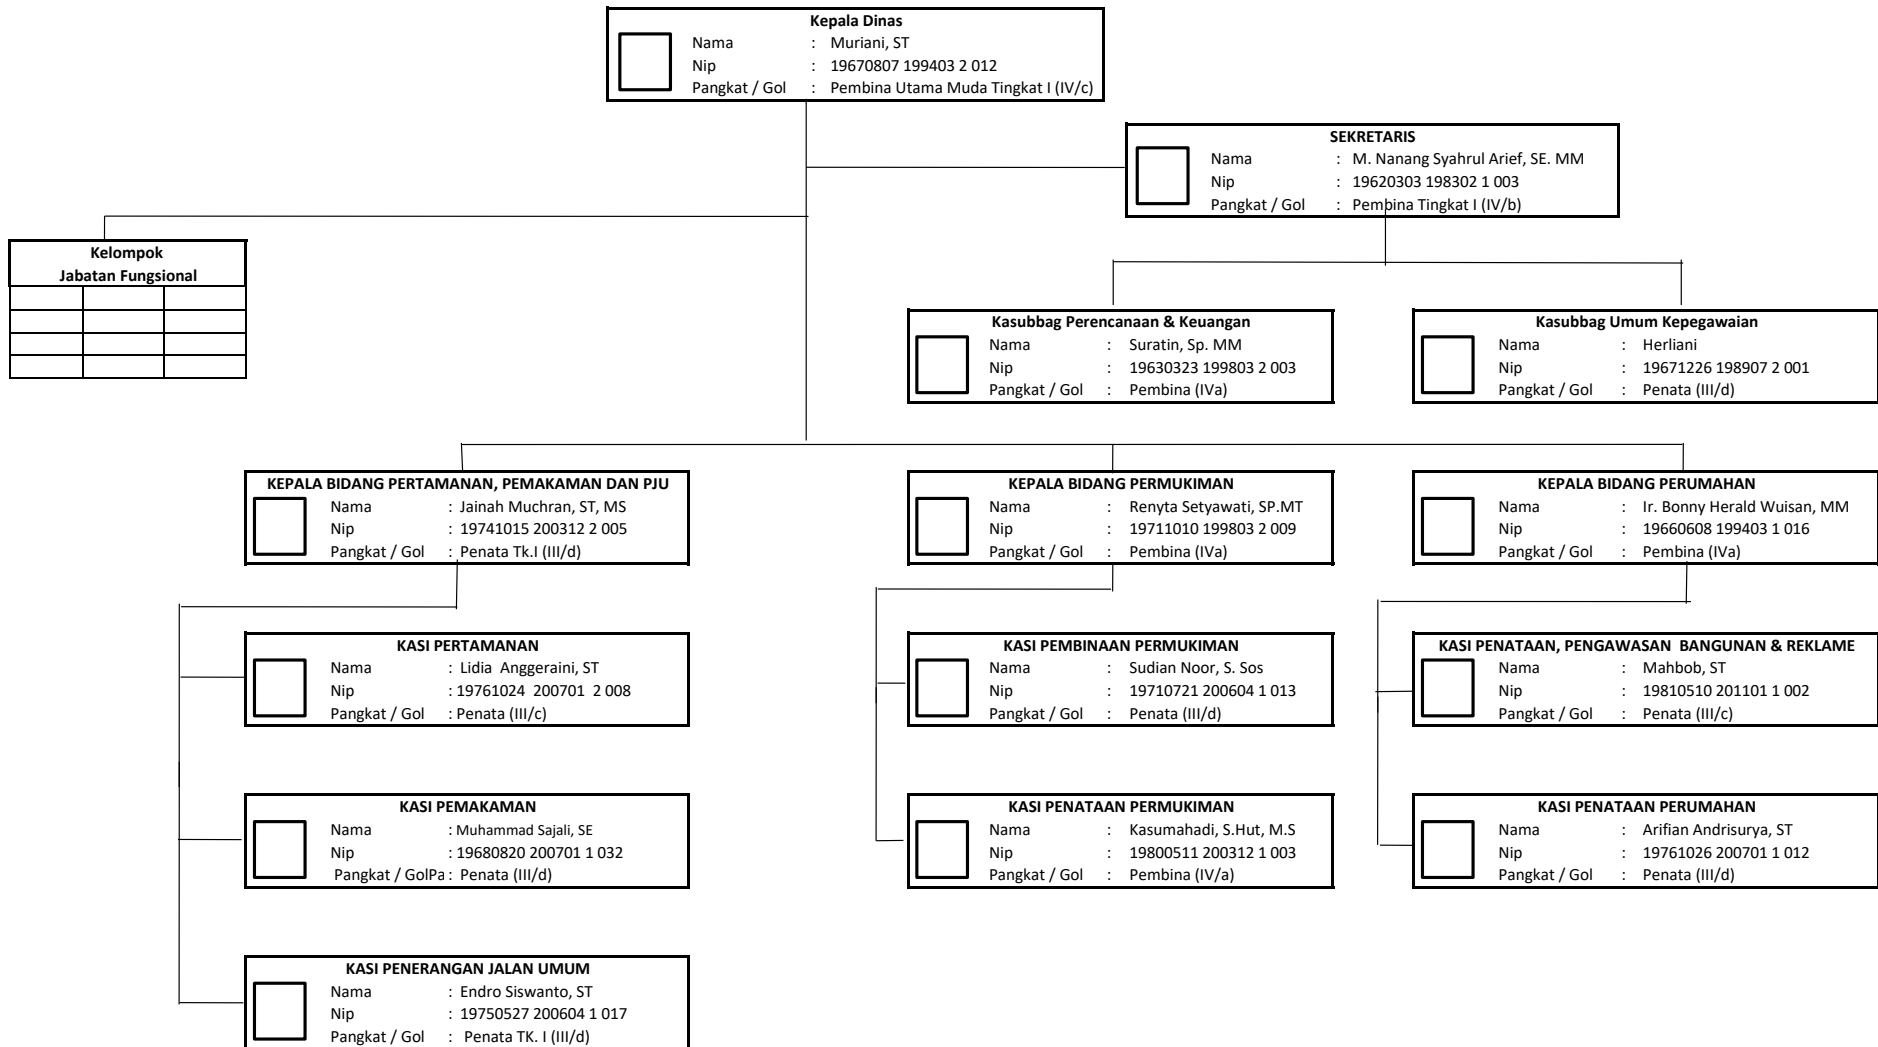 Kepala Dinas
Nama : Muriani, ST
Nip : 19670807 199403 2 012
Pangkat / Gol : Pembina Utama Muda Tingkat I (IV/c)
SEKRETARIS
Nama : M. Nanang Syahrul Arief, SE. MM
Nip : 19620303 198302 1 003
Pangkat / Gol : Pembina Tingkat I (IV/b)
Kelompok
Jabatan Fungsional
Kasubbag Perencanaan & Keuangan
Nama : Suratin, Sp. MM
Nip : 19630323 199803 2 003
Pangkat / Gol : Pembina (IVa)
Kasubbag Umum Kepegawaian
Nama : Herliani
Nip : 19671226 198907 2 001
Pangkat / Gol : Penata (III/d)
KEPALA BIDANG PERTAMANAN, PEMAKAMAN DAN PJU
Nama : Jainah Muchran, ST, MS
Nip : 19741015 200312 2 005
Pangkat / Gol : Penata Tk.I (III/d)
KEPALA BIDANG PERMUKIMAN
Nama : Renyta Setyawati, SP.MT
Nip : 19711010 199803 2 009
Pangkat / Gol : Pembina (IVa)
KEPALA BIDANG PERUMAHAN
Nama : Ir. Bonny Herald Wuisan, MM
Nip : 19660608 199403 1 016
Pangkat / Gol : Pembina (IVa)
KASI PERTAMANAN
Nama : Lidia Anggeraini, ST
Nip : 19761024 200701 2 008
Pangkat / Gol : Penata (III/c)
KASI PEMBINAAN PERMUKIMAN
Nama : Sudian Noor, S. Sos
Nip : 19710721 200604 1 013
Pangkat / Gol : Penata (III/d)
KASI PENATAAN, PENGAWASAN BANGUNAN & REKLAME
Nama : Mahbob, ST
Nip : 19810510 201101 1 002
Pangkat / Gol : Penata (III/c)
KASI PEMAKAMAN
Nama : Muhammad Sajali, SE
Nip : 19680820 200701 1 032
Pangkat / GolPa : Penata (III/d)
KASI PENATAAN PERMUKIMAN
Nama : Kasumahadi, S.Hut, M.S
Nip : 19800511 200312 1 003
Pangkat / Gol : Pembina (IV/a)
KASI PENATAAN PERUMAHAN
Nama : Arifian Andrisurya, ST
Nip : 19761026 200701 1 012
Pangkat / Gol : Penata (III/d)
KASI PENERANGAN JALAN UMUM
Nama : Endro Siswanto, ST
Nip : 19750527 200604 1 017
Pangkat / Gol : Penata TK. I (III/d)